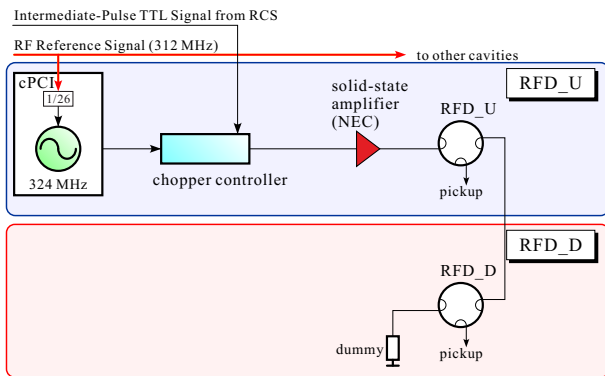 Intermediate-Pulse TTL Signal from RCS
RF Reference Signal (312 MHz)
to other cavities
cPCI
1/26
324 MHz
chopper controller
solid-state
amplifier
(NEC)
RFD_U
pickup
RFD_U
RFD_D
RFD_D
pickup
dummy